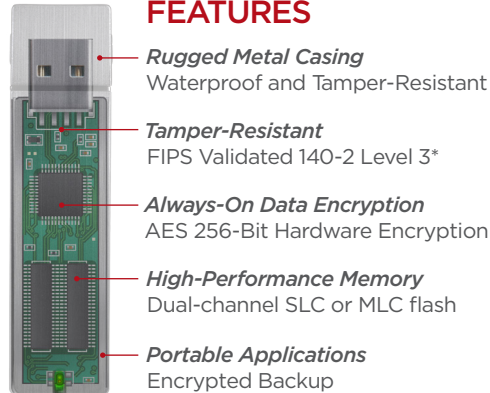 FEATURES
Rugged Metal Casing
Waterproof and Tamper-Resistant
Tamper-Resistant
FIPS Validated 140-2 Level 3*
Always-On Data Encryption
AES 256-Bit Hardware Encryption
High-Performance Memory
Dual-channel SLC or MLC flash
Portable Applications
Encrypted Backup